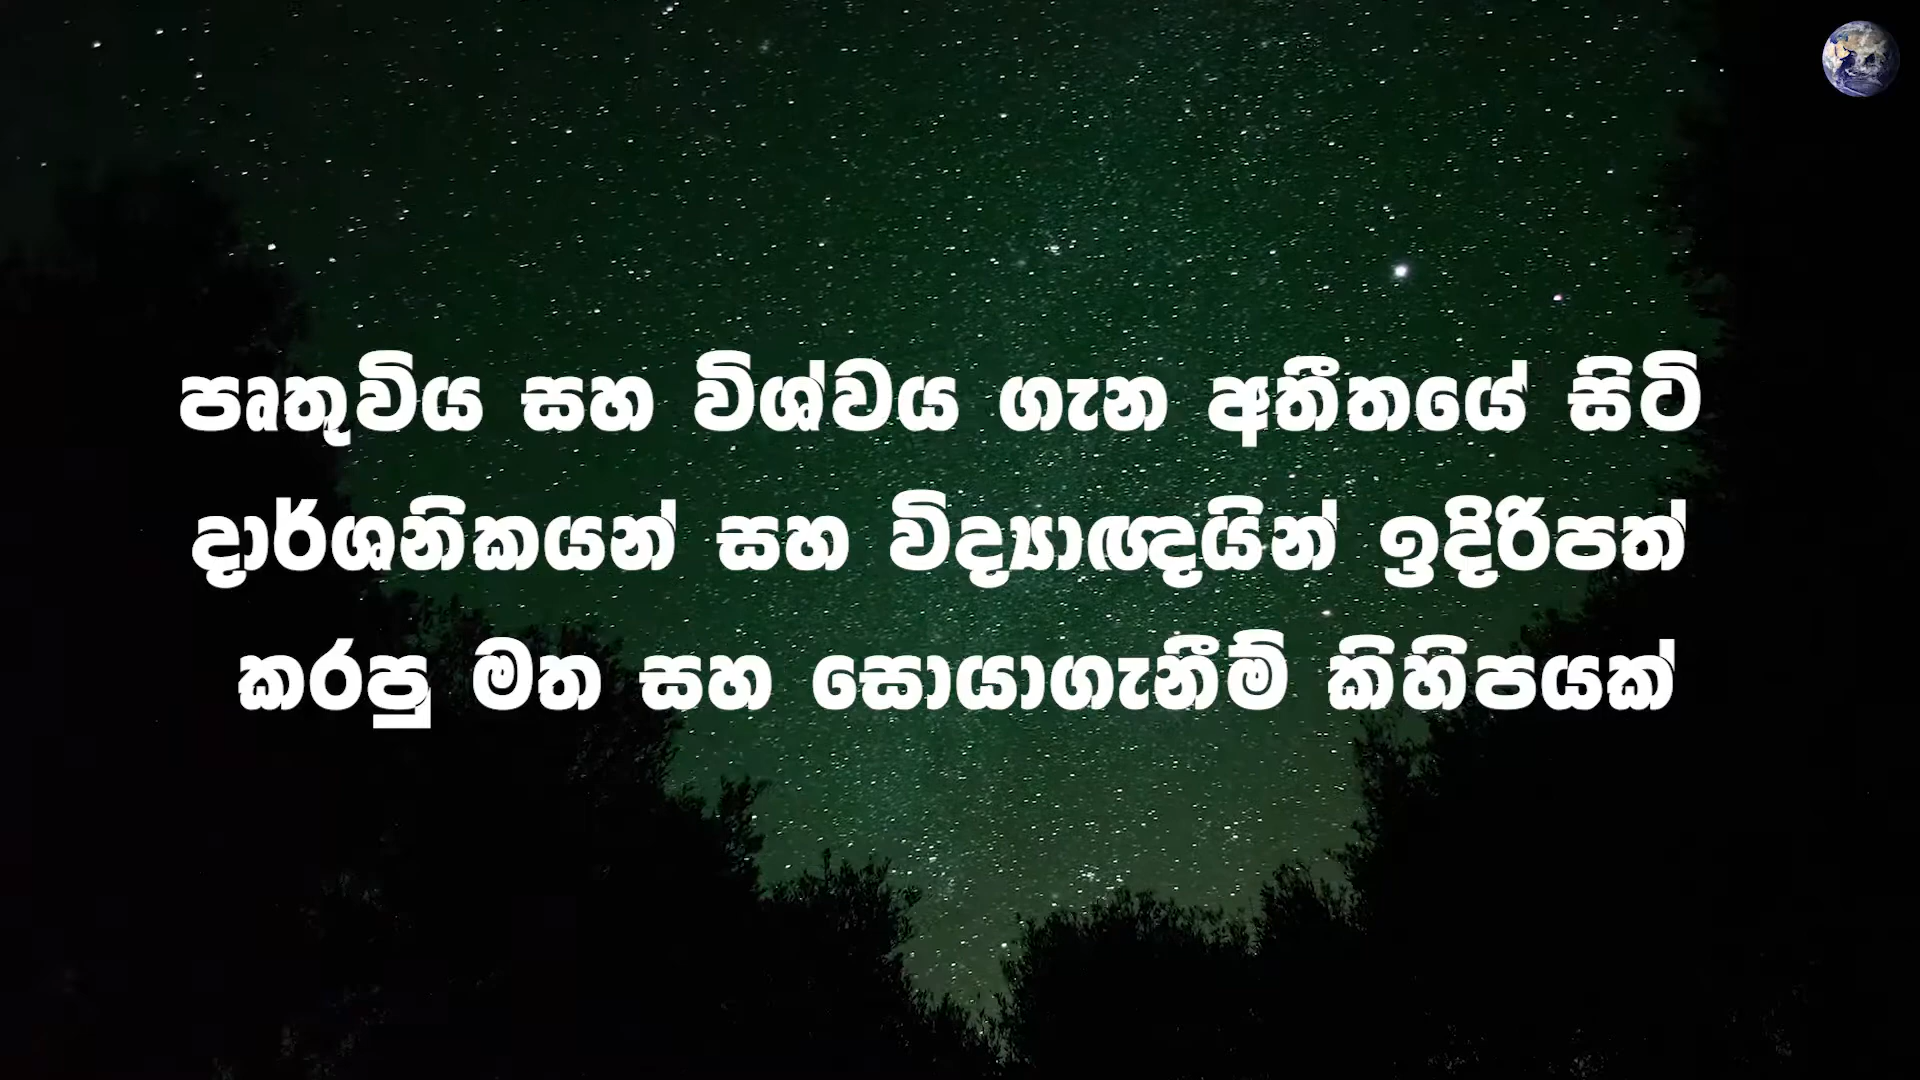 පෘතුවිය සහ විශ්වය ගැන අතීතයේ සිටි
දාර්ශනිකයන් සහ විද්‍යාඥයින් ඉදිරිපත්
කරපු මත සහ සොයාගැනීම් කිහිපයක්